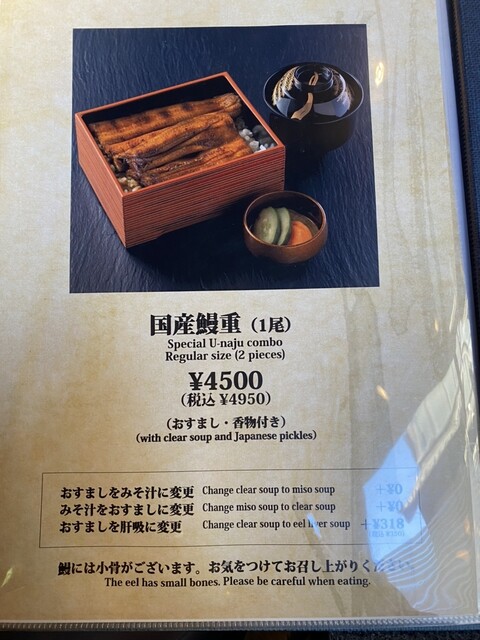 国産鰻重（1尾）
Special U-naju combo
Regular size (2 pieces)
¥4500
（税込 ¥4950）
（おすまし・香物付き）
（with clear soup and Japanese pickles）
おすましをみそ汁に変更 Change clear soup to miso soup +¥0
みそ汁をおすましに変更 Change miso soup to clear soup +¥0
おすましを肝吸に変更 Change clear soup to eel liver soup +¥318
鰻には小骨がございます。お気をつけてお召し上がりください。
The eel has small bones. Please be careful when eating.